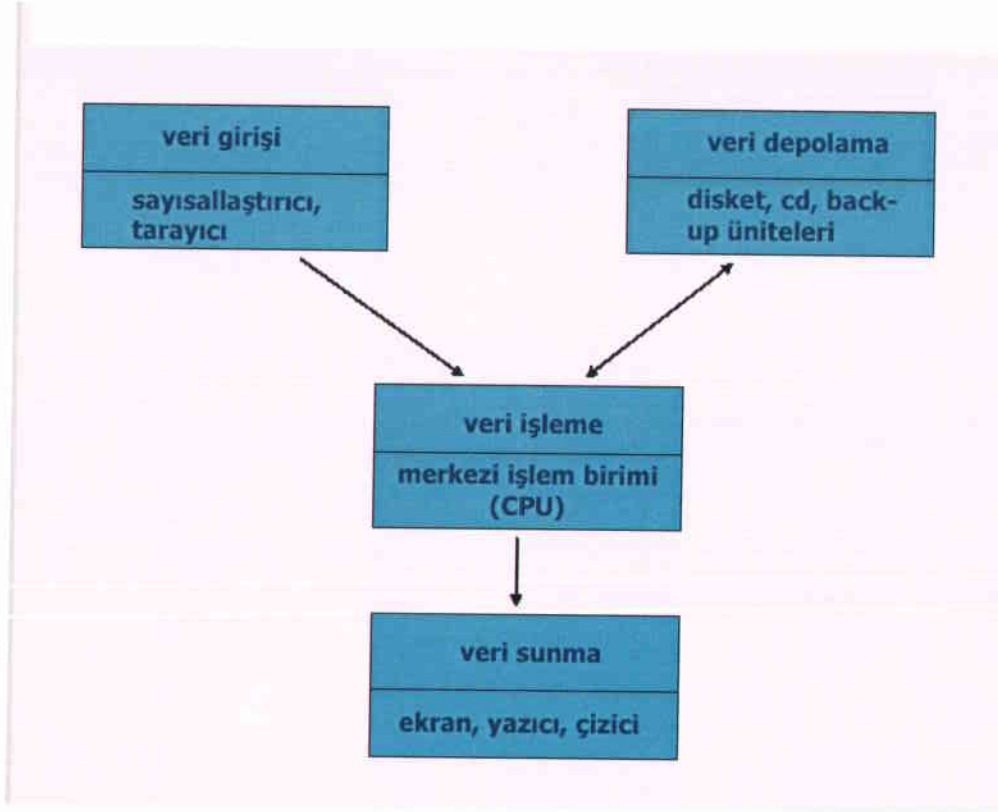 veri girişi
sayısallaştırıcı,
tarayıcı
veri depolama
disket, cd, back-
up üniteleri
veri işleme
merkezi işlem birimi
(CPU)
veri sunma
ekran, yazıcı, çizici